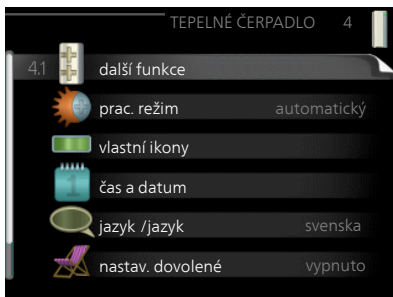 TEPELNÉ ČERPADLO 4
4.1 další funkce
prac. režim automatický
vlastní ikony
1 čas a datum
jazyk /jazyk svenska
nastav. dovolené vypnuto